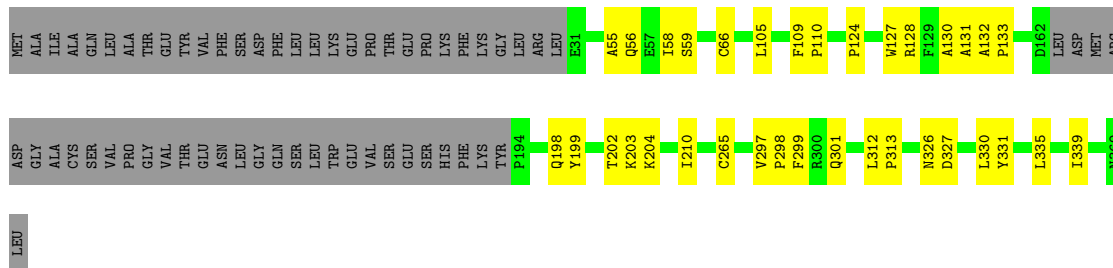 MET ALA ILE ALA GLN LEU ALA THR GLU TYR VAL PHE SER ASP PHE LEU LEU LYS GLU PRO THR GLU PRO LYS PHE LYS GLY LEU ARG LEU E31 A55 Q56 E57 I58 S59 C66 L105 F109 P110 P124 W127 R128 F129 A130 A131 A132 P133 D162 LEU ASP MET ARG
ASP GLY ALA CYS SER VAL PRO GLY VAL THR GLU ASN LEU GLY GLN SER LEU TRP GLU VAL SER GLU SER HIS PHE LYS TYR P194 Q198 Y199 T202 K203 K204 I210 C265 V297 P298 F299 R300 Q301 L312 P313 N326 D327 L330 Y331 L335 I339
LEU